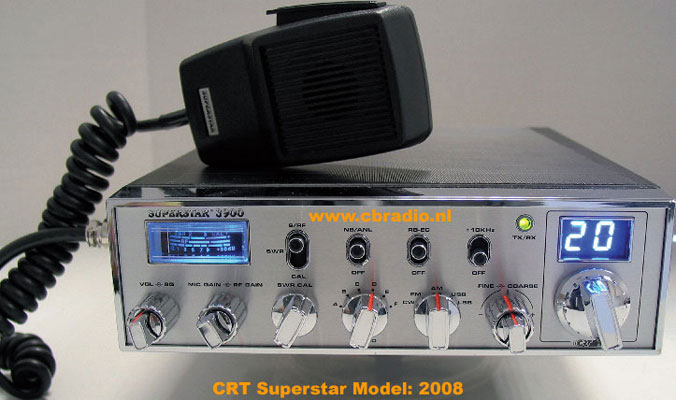 SUPERSTAR
SUPERSTAR 3900
www.cbradio.nl
S/RF
SWR
CAL
NB/ANL
OFF
RB-EC
OFF
+10KHz
OFF
TX/RX
20
VOL SQ
MIC GAIN RF GAIN
SWR CAL
A B C D E F
CW FM AM USB LSB
FINE COARSE
CRT
CRT Superstar Model: 2008